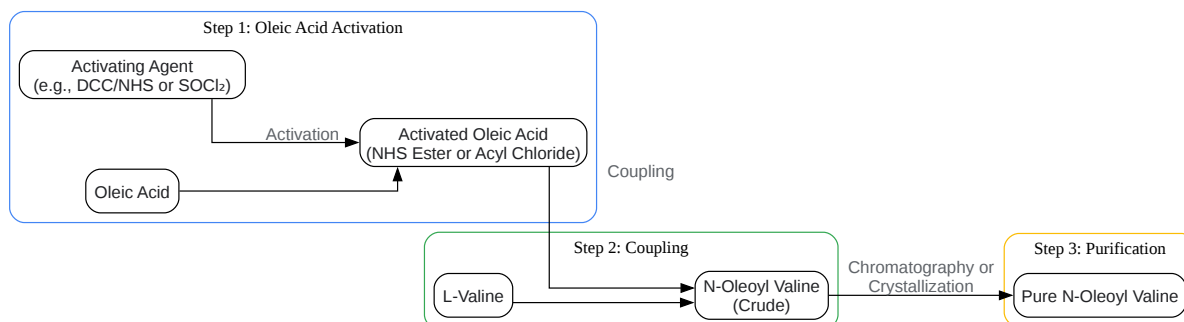 Step 1: Oleic Acid Activation
Activating Agent
(e.g., DCC/NHS or SOCl₂)
Activation
Activated Oleic Acid
(NHS Ester or Acyl Chloride)
Oleic Acid
Coupling
Step 2: Coupling
L-Valine
N-Oleoyl Valine
(Crude)
Chromatography or
Crystallization
Step 3: Purification
Pure N-Oleoyl Valine